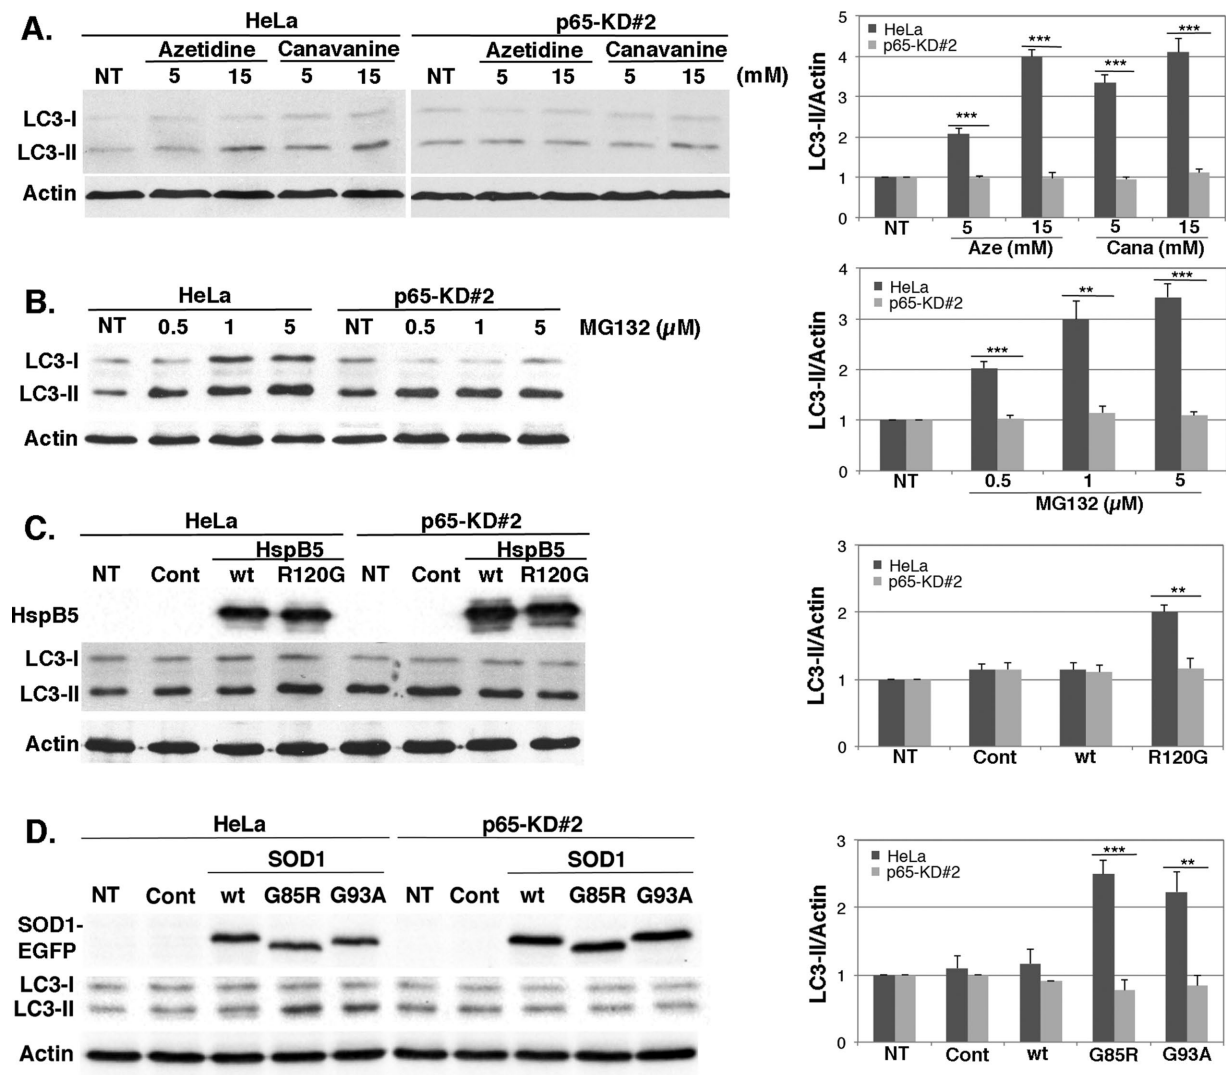 A.
HeLa
p65-KD#2
Azetidine Canavanine Azetidine Canavanine
NT 5 15 5 15 NT 5 15 5 15 (mM)
LC3-I
LC3-II
Actin
5
4
3
2
1
0
LC3-II/Actin
HeLa
p65-KD#2
*** *** *** ***
NT 5 15 5 15
Aze (mM) Cana (mM)
B.
HeLa
p65-KD#2
NT 0.5 1 5 NT 0.5 1 5 MG132 (µM)
LC3-I
LC3-II
Actin
4
3
2
1
0
LC3-II/Actin
HeLa
p65-KD#2
*** ** ***
NT 0.5 1 5
MG132 (µM)
C.
HeLa
p65-KD#2
HspB5 HspB5
NT Cont wt R120G NT Cont wt R120G
HspB5
LC3-I
LC3-II
Actin
3
2
1
0
LC3-II/Actin
HeLa
p65-KD#2
**
NT Cont wt R120G
D.
HeLa
p65-KD#2
SOD1 SOD1
NT Cont wt G85R G93A NT Cont wt G85R G93A
SOD1-
EGFP
LC3-I
LC3-II
Actin
3
2
1
0
LC3-II/Actin
HeLa
p65-KD#2
*** **
NT Cont wt G85R G93A